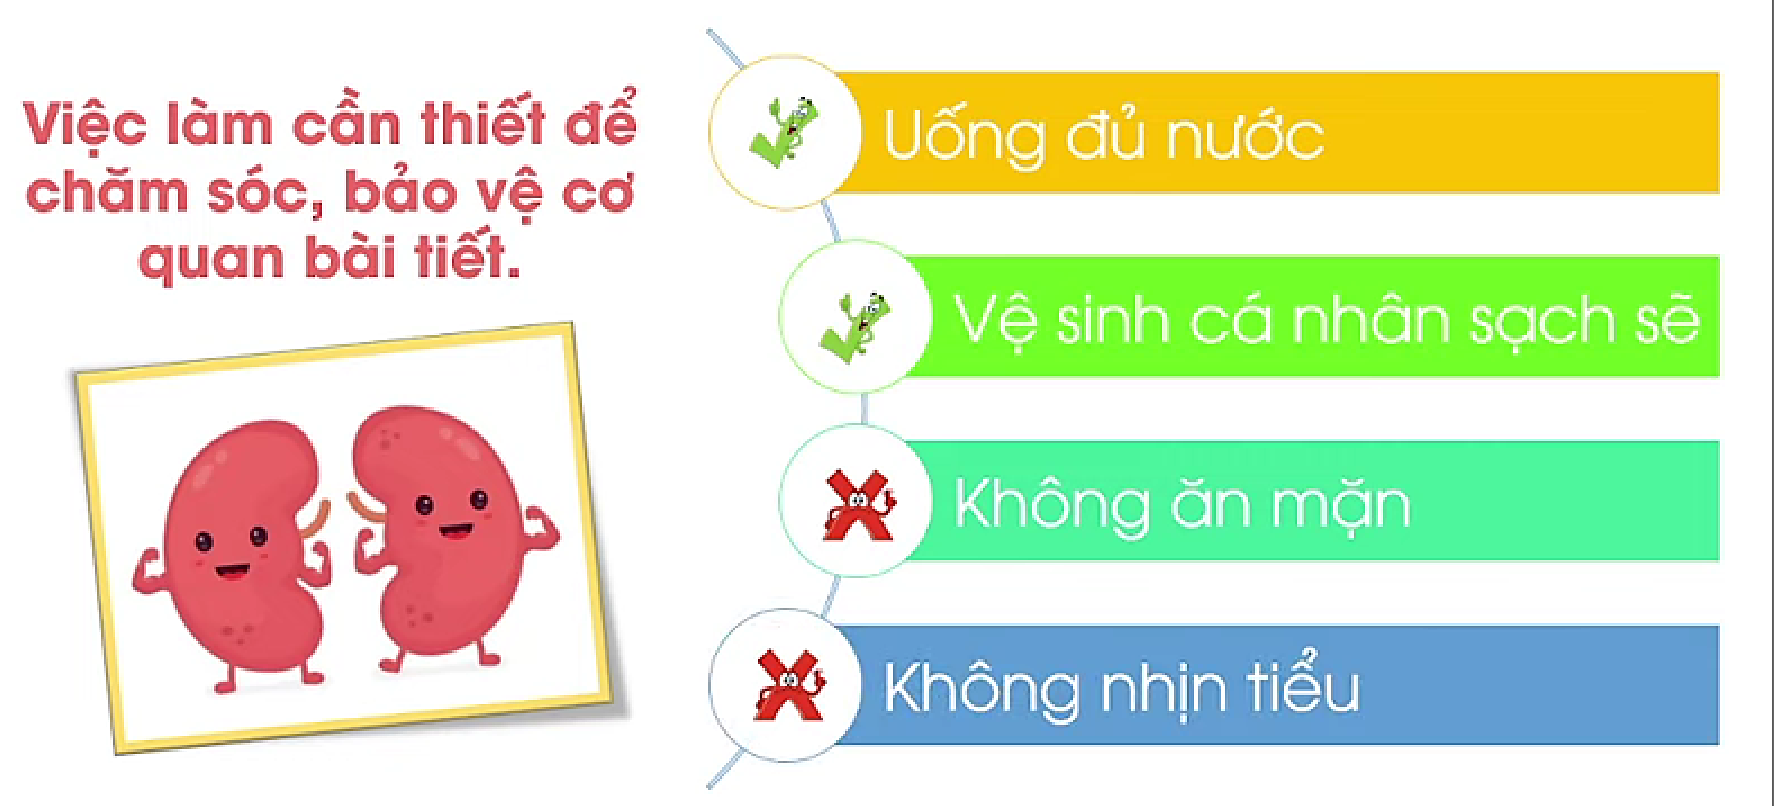 Việc làm cần thiết để
chăm sóc, bảo vệ cơ
quan bài tiết.
Uống đủ nước
Vệ sinh cá nhân sạch sẽ
Không ăn mặn
Không nhịn tiểu